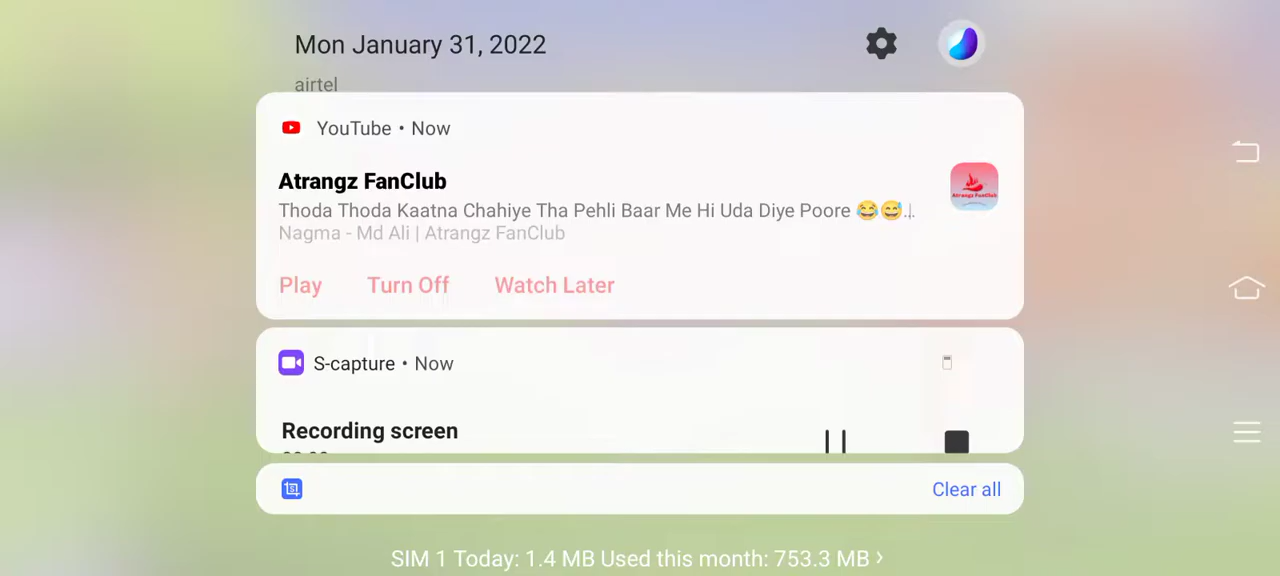 Mon January 31, 2022
airtel
YouTube • Now
Atrangz FanClub
Thoda Thoda Kaatna Chahiye Tha Pehli Baar Me Hi Uda Diye Poore 😂😅..
Nagma - Md Ali | Atrangz FanClub
Atrangz FanClub
Play Turn Off Watch Later
S-capture • Now
Recording screen
Clear all
SIM 1 Today: 1.4 MB Used this month: 753.3 MB ›